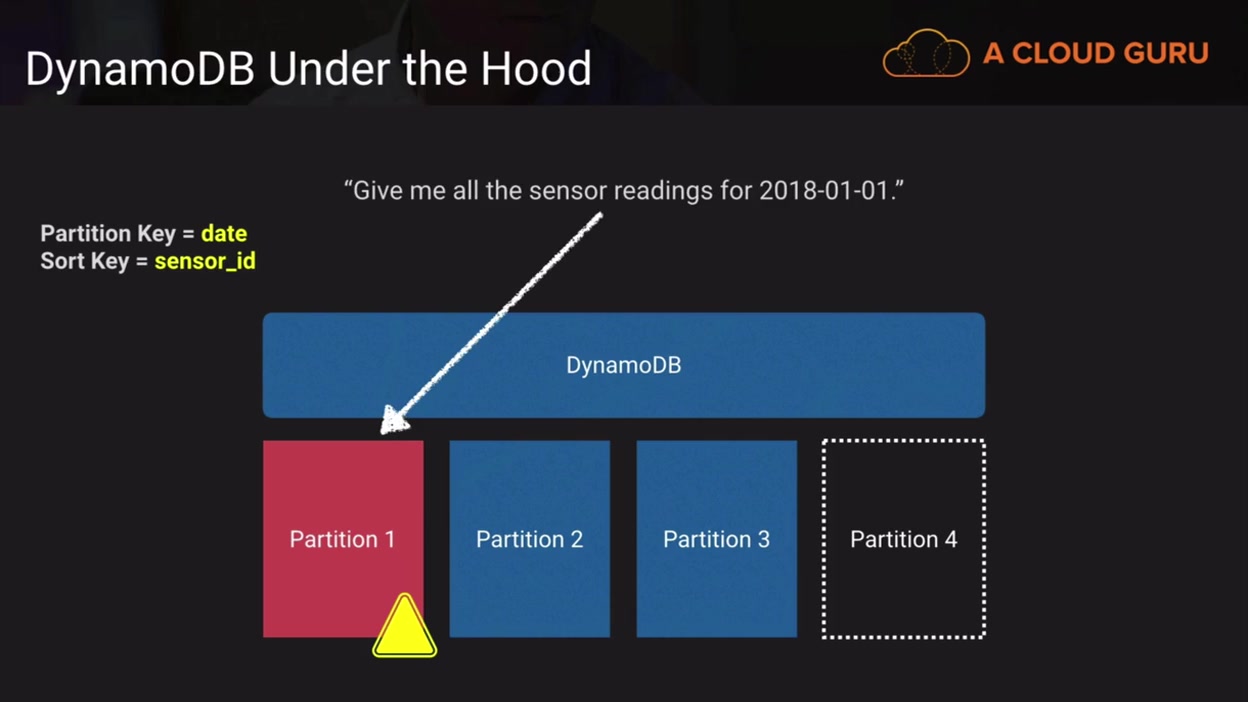 DynamoDB Under the Hood
A CLOUD GURU
“Give me all the sensor readings for 2018-01-01.”
Partition Key = date
Sort Key = sensor_id
DynamoDB
Partition 1
Partition 2
Partition 3
Partition 4